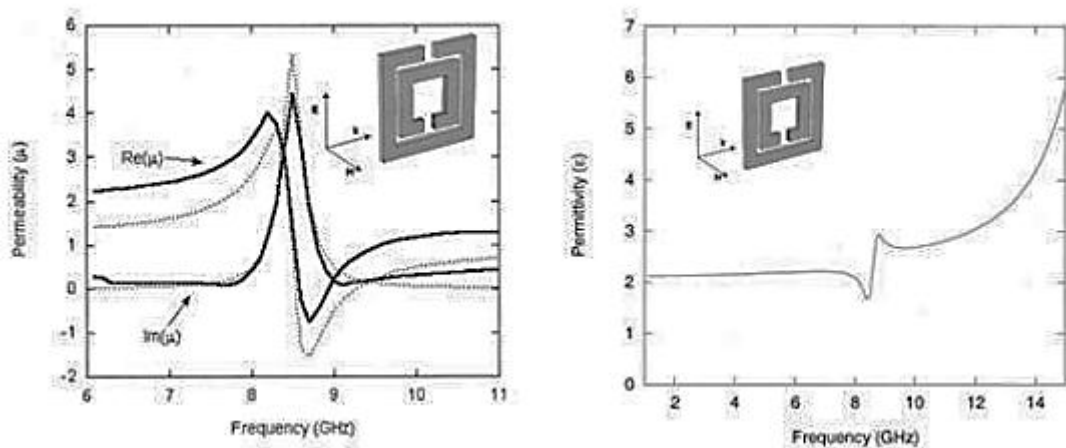 6
5
4
3
2
1
0
-1
-2
Permeability (μ)
Re(μ)
Im(μ)
E
k
6 7 8 9 10 11
Frequency (GHz)
7
6
5
4
3
2
1
0
Permittivity (ε)
2 4 6 8 10 12 14
Frequency (GHz)